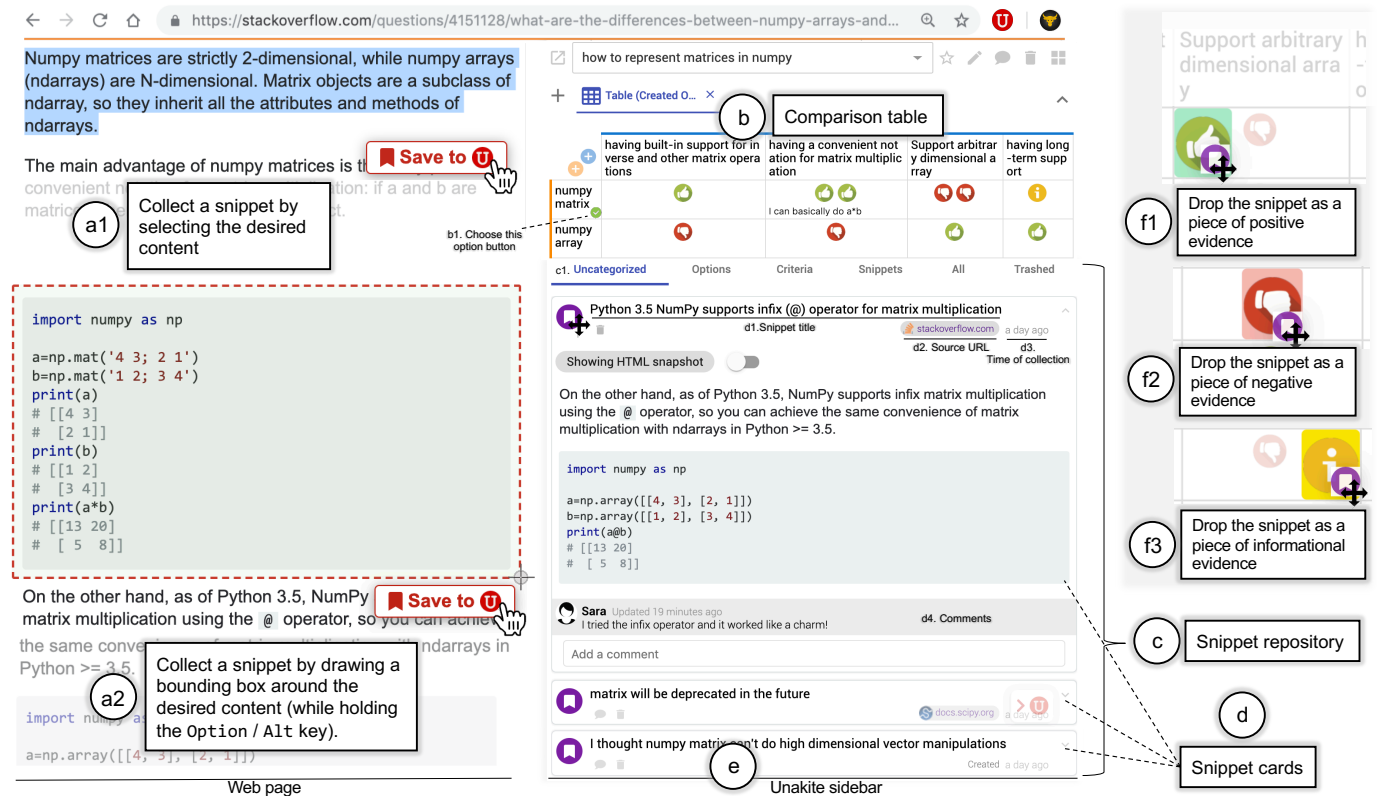 https://stackoverflow.com/questions/4151128/what-are-the-differences-between-numpy-arrays-and...
Numpy matrices are strictly 2-dimensional, while numpy arrays
(ndarrays) are N-dimensional. Matrix objects are a subclass of
ndarray, so they inherit all the attributes and methods of
ndarrays.
The main advantage of numpy matrices is
Save to U
convenient
tion: if a and b are
matric
ct.
a1
Collect a snippet by
selecting the desired
content
import numpy as np
a=np.mat('4 3; 2 1')
b=np.mat('1 2; 3 4')
print(a)
# [[4 3]
#  [2 1]]
print(b)
# [[1 2]
#  [3 4]]
print(a*b)
# [[13 20]
#  [ 5  8]]
On the other hand, as of Python 3.5, NumPy
Save to U
matrix multiplication using the @ operator, so you can achieve
the same conve
ndarrays in
Python >= 3.5.
a2
Collect a snippet by drawing a
bounding box around the
desired content (while holding
the Option / Alt key).
import numpy as
a=np.array([[4, 3], [2, 1]])
Web page
how to represent matrices in numpy
Table (Created O...
b
Comparison table
having built-in support for in
verse and other matrix opera
tions
having a convenient not
ation for matrix multiplic
ation
Support arbitrar
y dimensional a
rray
having long
-term supp
ort
numpy
matrix
I can basically do a*b
numpy
array
b1. Choose this
option button
c1. Uncategorized
Options
Criteria
Snippets
All
Trashed
Python 3.5 NumPy supports infix (@) operator for matrix multiplication
d1.Snippet title
stackoverflow.com
a day ago
d2. Source URL
d3.
Time of collection
Showing HTML snapshot
On the other hand, as of Python 3.5, NumPy supports infix matrix multiplication
using the @ operator, so you can achieve the same convenience of matrix
multiplication with ndarrays in Python >= 3.5.
import numpy as np
a=np.array([[4, 3], [2, 1]])
b=np.array([[1, 2], [3, 4]])
print(a@b)
# [[13 20]
#  [ 5  8]]
Sara Updated 19 minutes ago
I tried the infix operator and it worked like a charm!
d4. Comments
Add a comment
matrix will be deprecated in the future
docs.scipy.org
a day ago
I thought numpy matrix can't do high dimensional vector manipulations
Created a day ago
e
Unakite sidebar
Support arbitrary
dimensional arra
y
f1
Drop the snippet as a
piece of positive
evidence
f2
Drop the snippet as a
piece of negative
evidence
f3
Drop the snippet as a
piece of informational
evidence
c
Snippet repository
d
Snippet cards